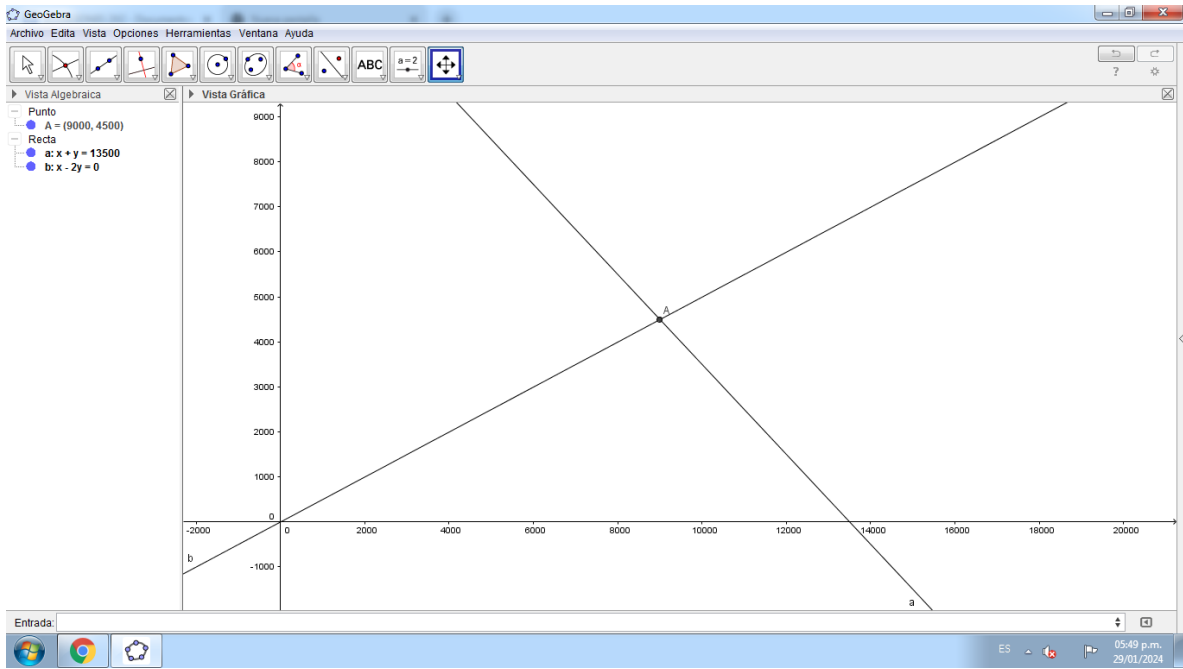 GeoGebra
Archivo Edita Vista Opciones Herramientas Ventana Ayuda
ABC
a = 2
Vista Algebraica
Punto
A = (9000, 4500)
Recta
a: x + y = 13500
b: x - 2y = 0
Vista Gráfica
9000
8000
7000
6000
5000
4000
3000
2000
1000
0
-1000
-2000
0
2000
4000
6000
8000
10000
12000
14000
16000
18000
20000
A
b
a
Entrada:
ES
05:49 p.m.
29/01/2024